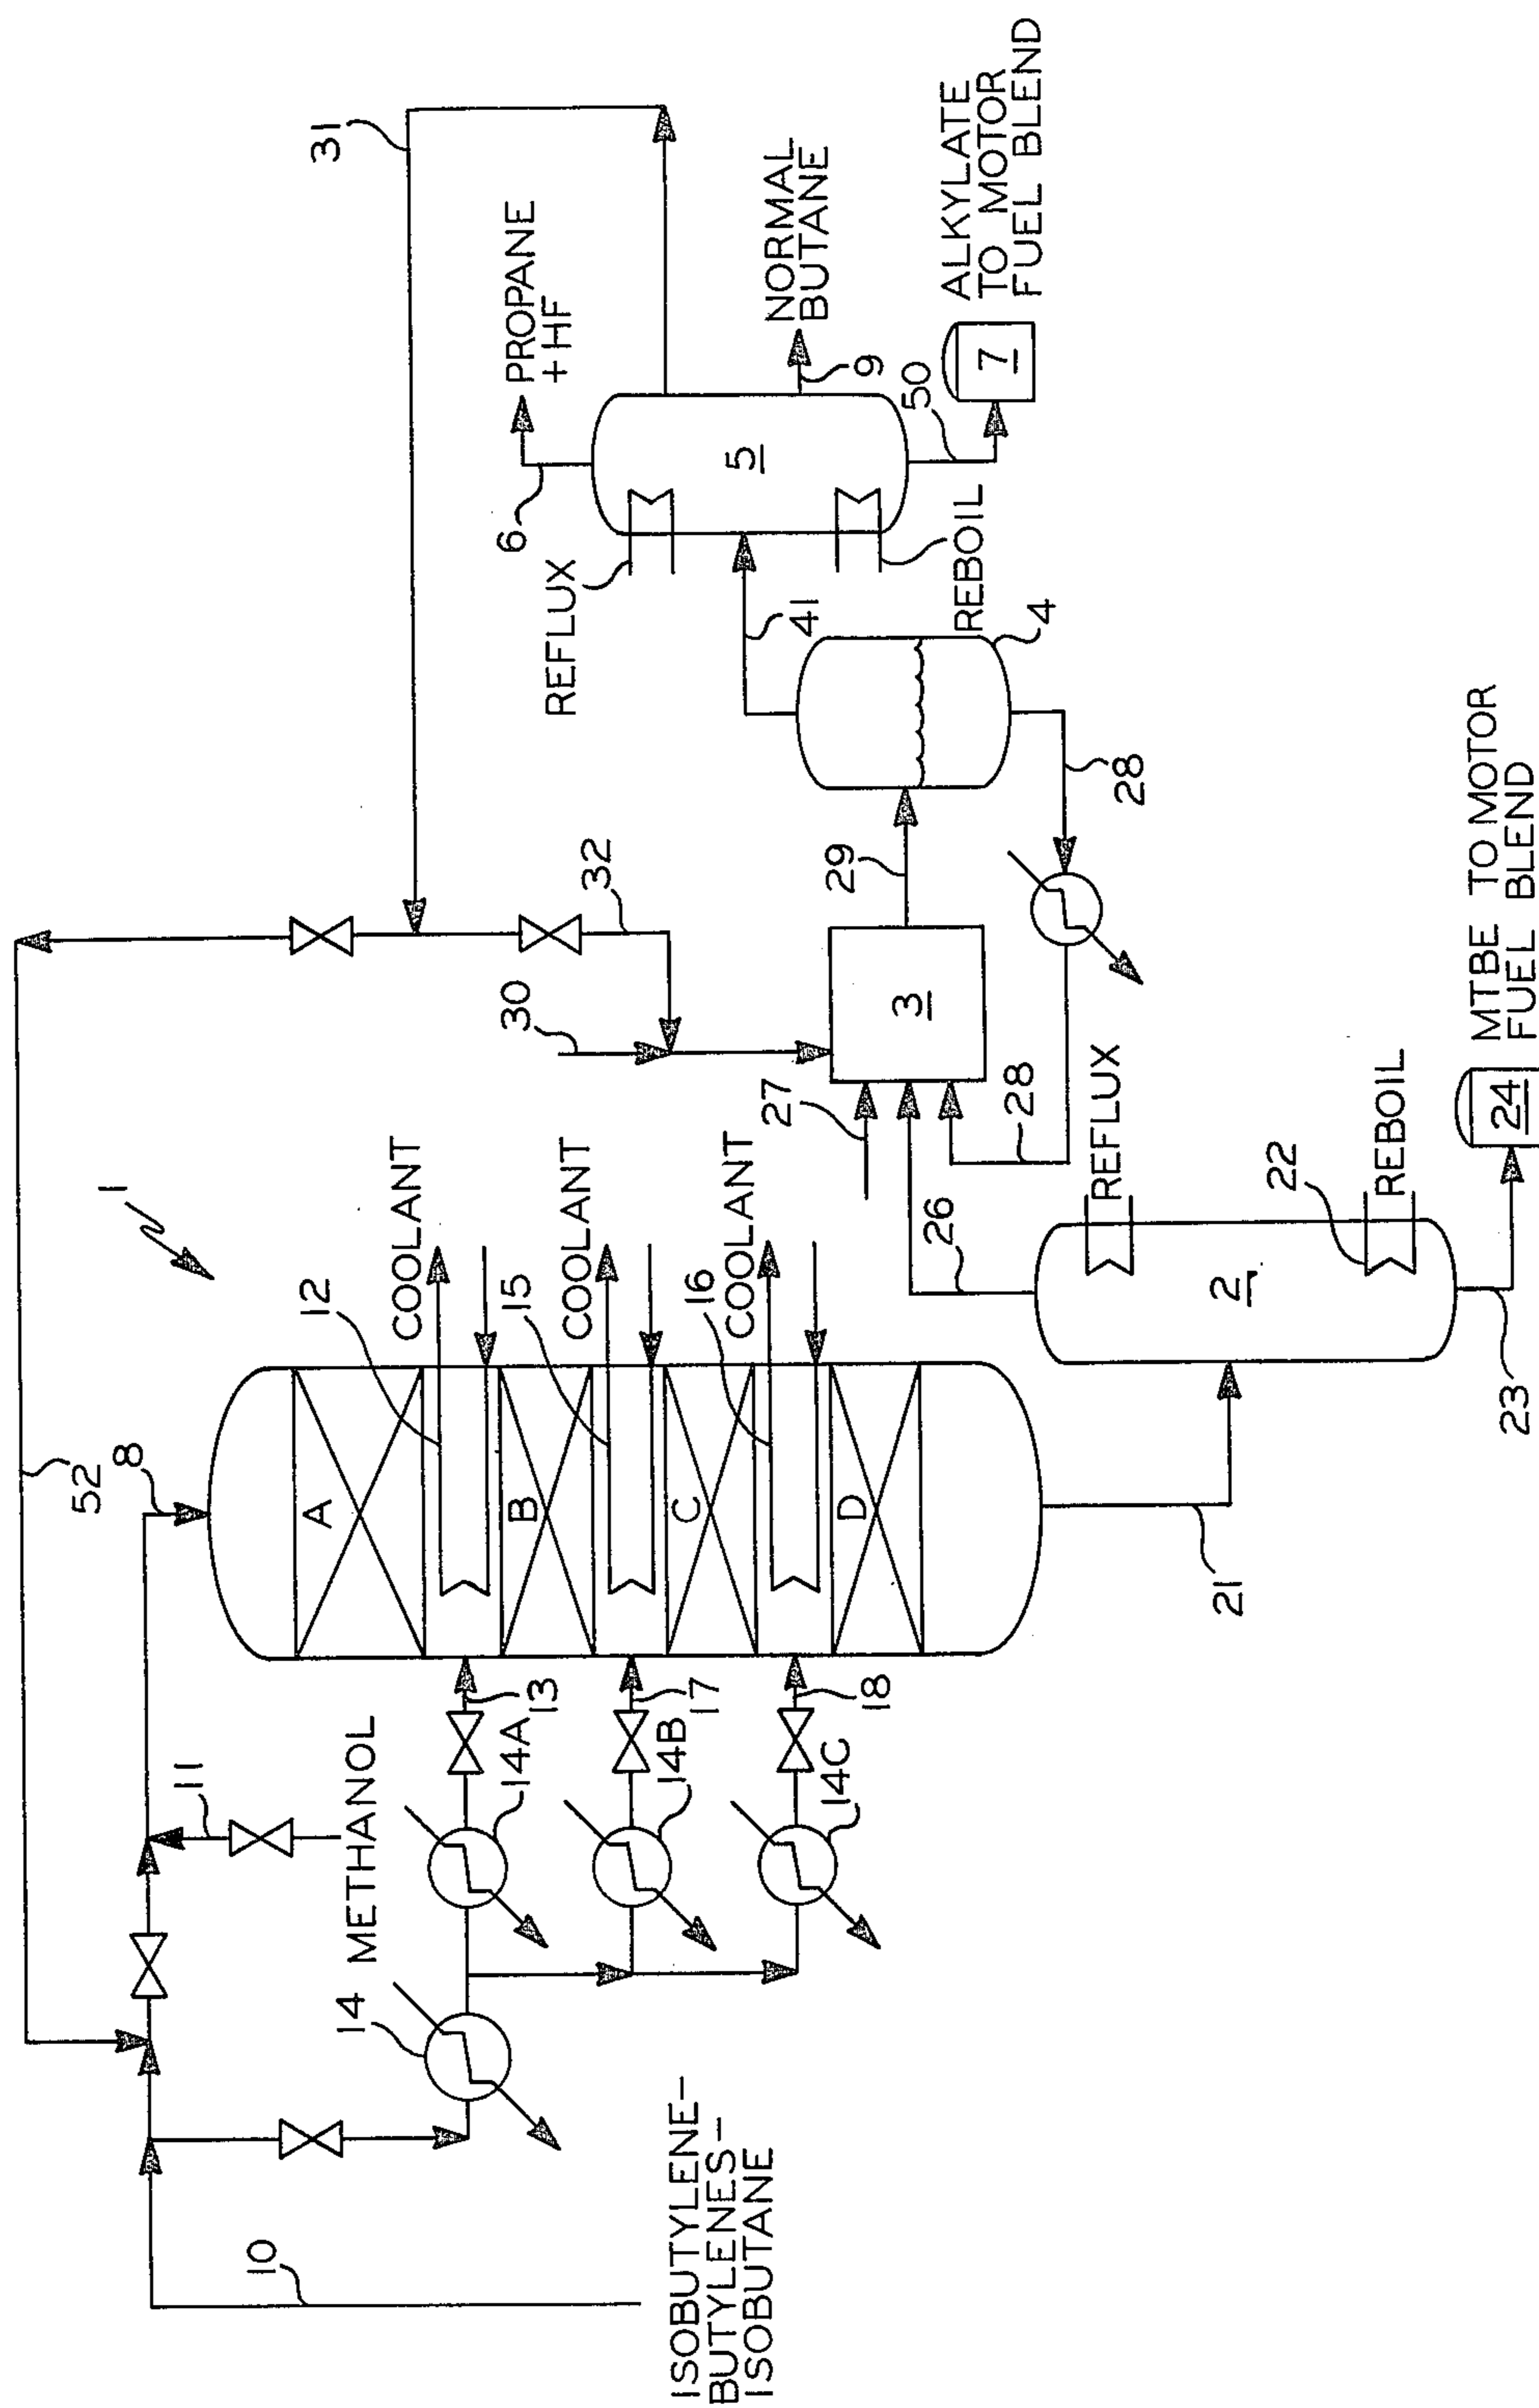 52
8
1
31
11
METHANOL
10
14
ISOBUTYLENE-
BUTYLENES-
ISOBUTANE
14A
14B
14C
13
17
18
A
B
C
D
12
15
16
COOLANT
COOLANT
COOLANT
21
2
REFLUX
22
REBOIL
23
24
MTBE TO MOTOR
FUEL BLEND
26
27
28
30
32
3
29
28
4
41
REFLUX
REBOIL
5
6
PROPANE
+HF
9
NORMAL
BUTANE
50
7
ALKYLATE
TO MOTOR
FUEL BLEND